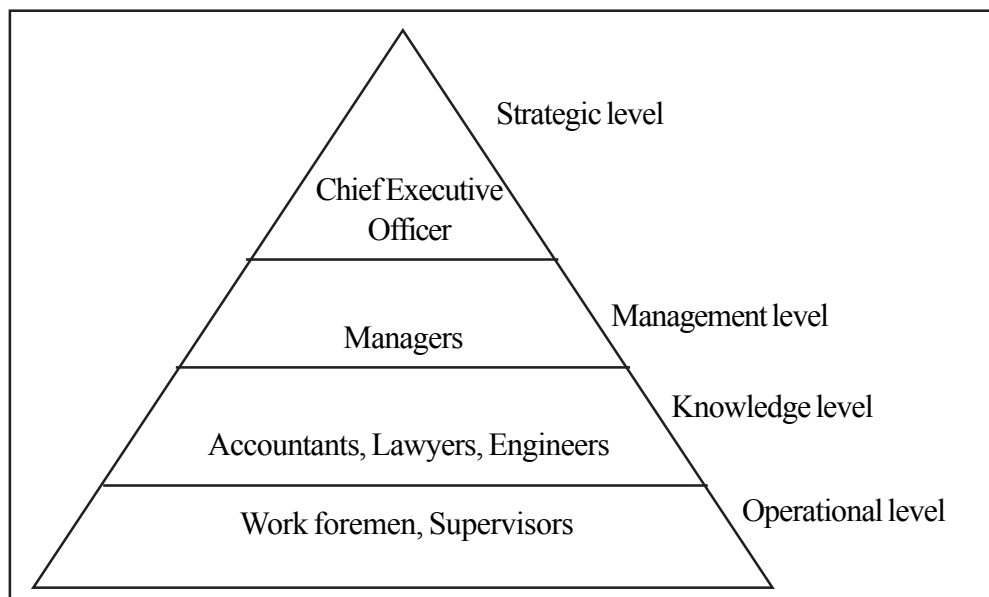 Strategic level
Chief Executive
Officer
Management level
Managers
Knowledge level
Accountants, Lawyers, Engineers
Operational level
Work foremen, Supervisors